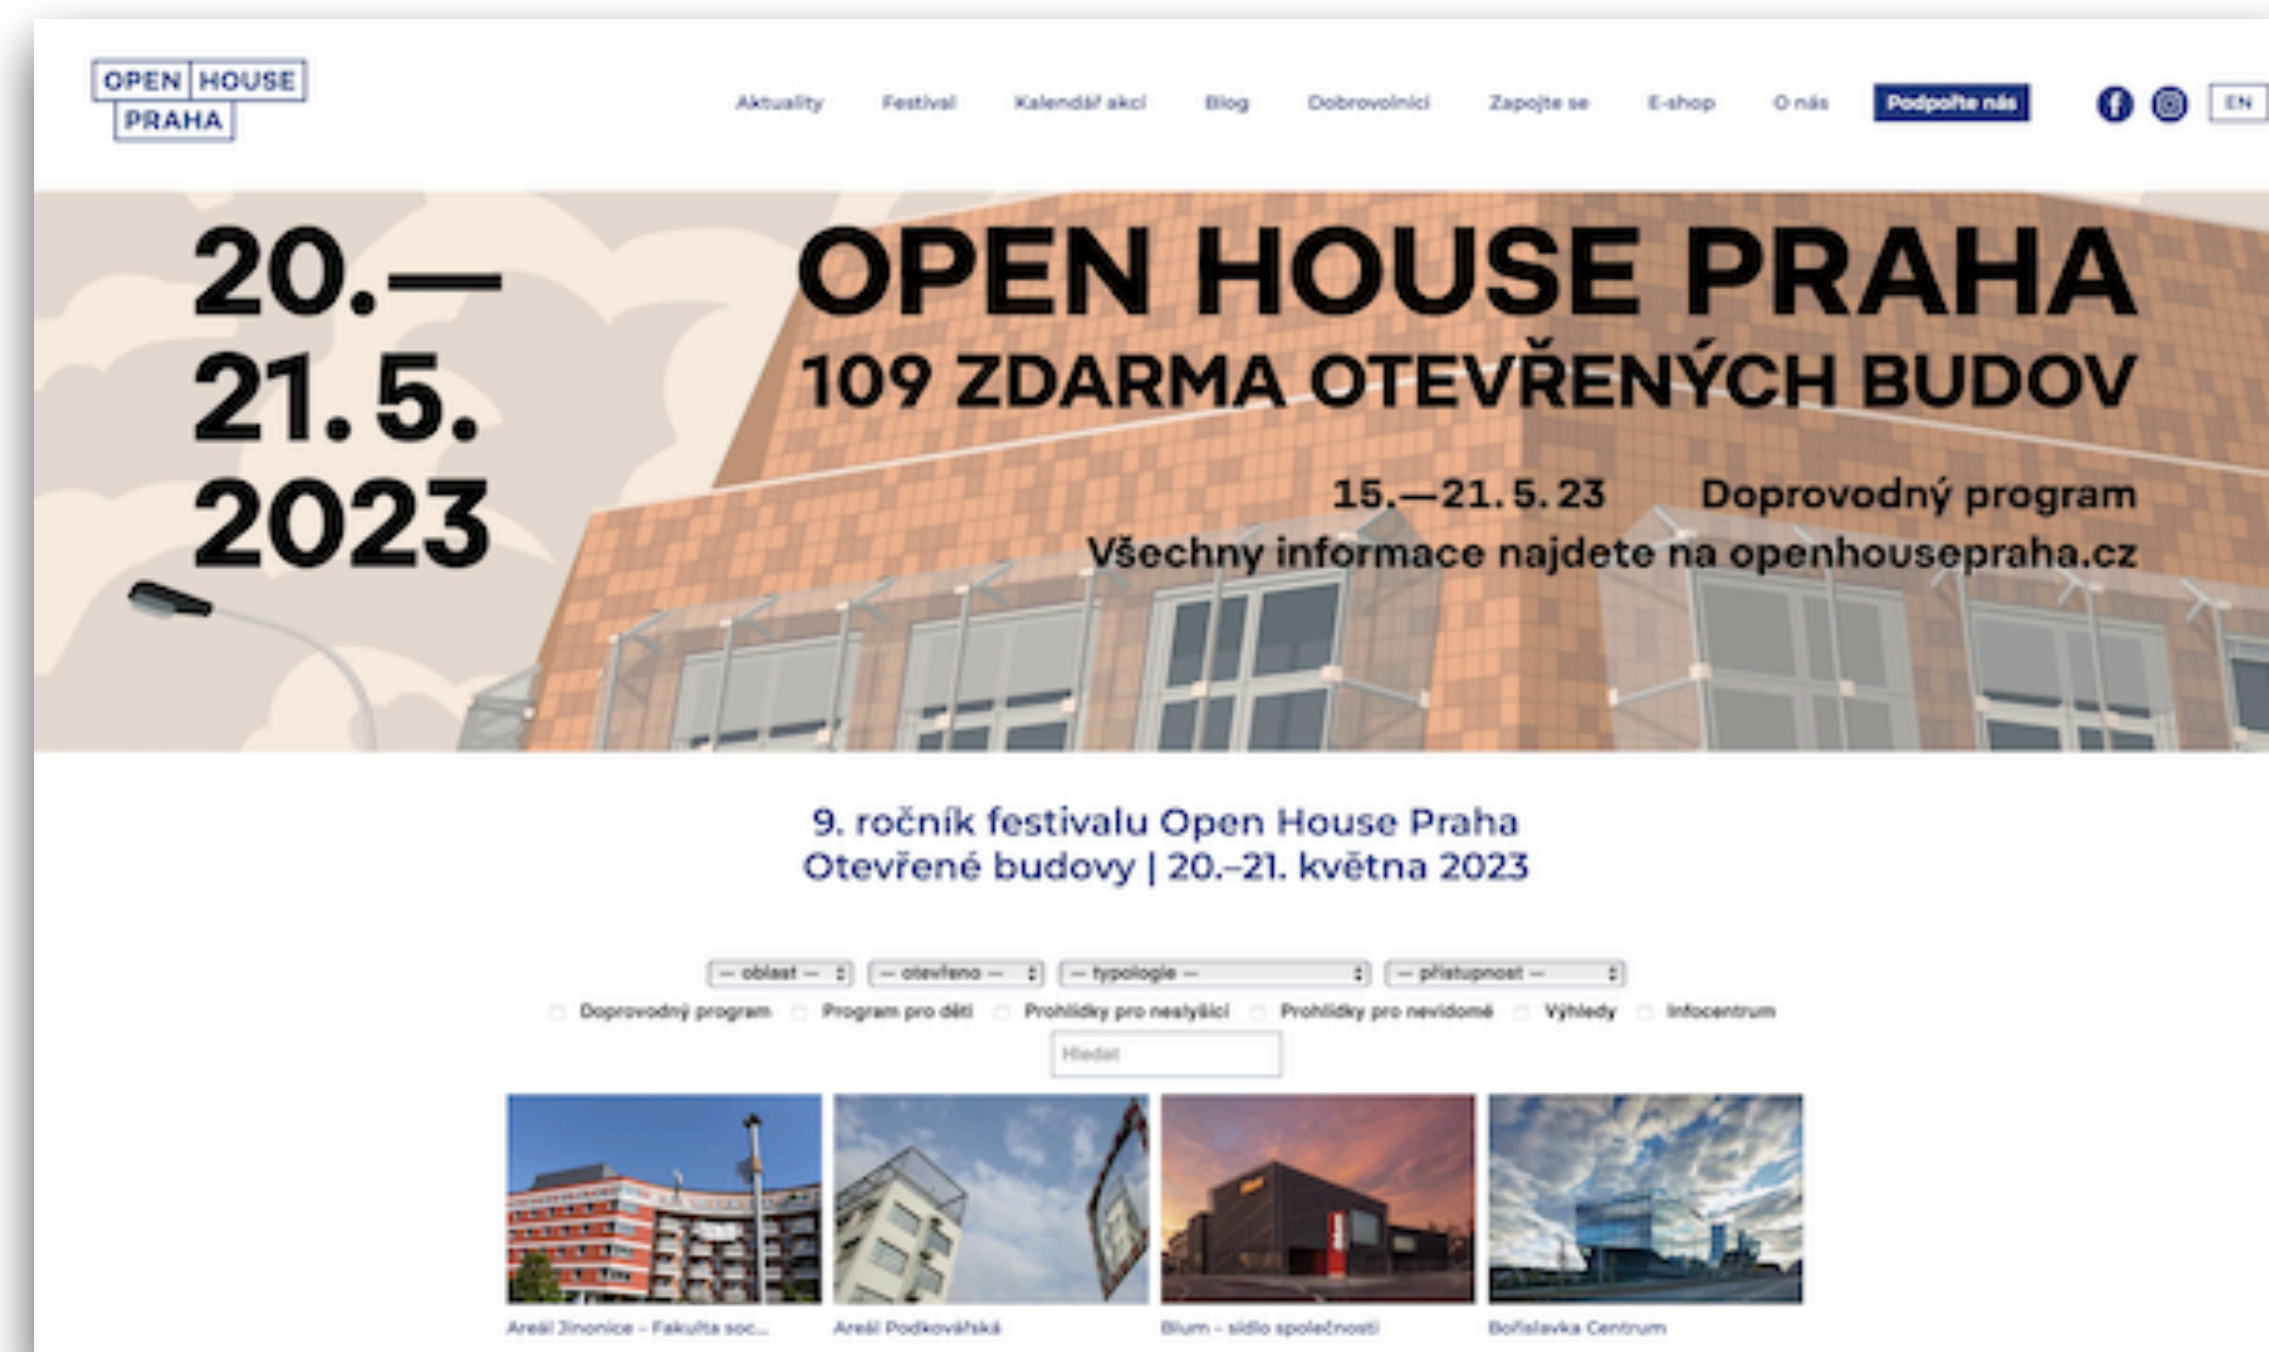 OPEN HOUSE
PRAHA
Aktuality Festival Kalendář akcí Blog Dobrovolníci Zapojte se E-shop O nás Podpořte nás EN
20.—
21. 5.
2023
OPEN HOUSE PRAHA
109 ZDARMA OTEVŘENÝCH BUDOV
15.—21. 5. 23 Doprovodný program
Všechny informace najdete na openhousepraha.cz
9. ročník festivalu Open House Praha
Otevřené budovy | 20.–21. května 2023
— oblast — — otevřeno — — typologie — — přístupnost —
Doprovodný program Program pro děti Prohlídky pro neslyšící Prohlídky pro nevidomé Výhledy Infocentrum
Hledat
Areál Jinonice – Fakulta soc... Areál Podkovářská Blum – sídlo společnosti Bořislavka Centrum